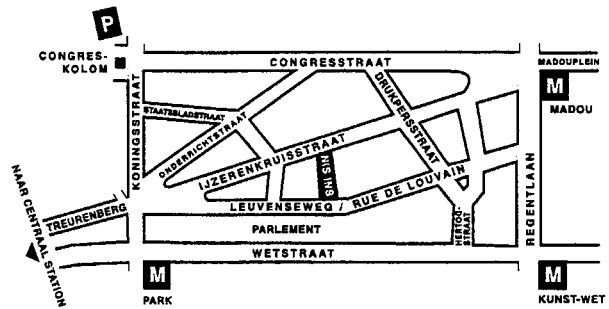 P
CONGRES-
KOLOM
CONGRESSTRAAT
MADOUPLEIN
M
MADOU
KONINGSSTRAAT
STAATSBLADSTRAAT
ONDERRICHTSTRAAT
DRUKPERSSTRAAT
IJZERENKRUISSTRAAT
NIS INS
LEUVENSEWEG / RUE DE LOUVAIN
TREURENBERG
PARLEMENT
HERTOG-
STRAAT
REGENTLAAN
WETSTRAAT
NAAR CENTRAAL STATION
M
PARK
M
KUNST-WET